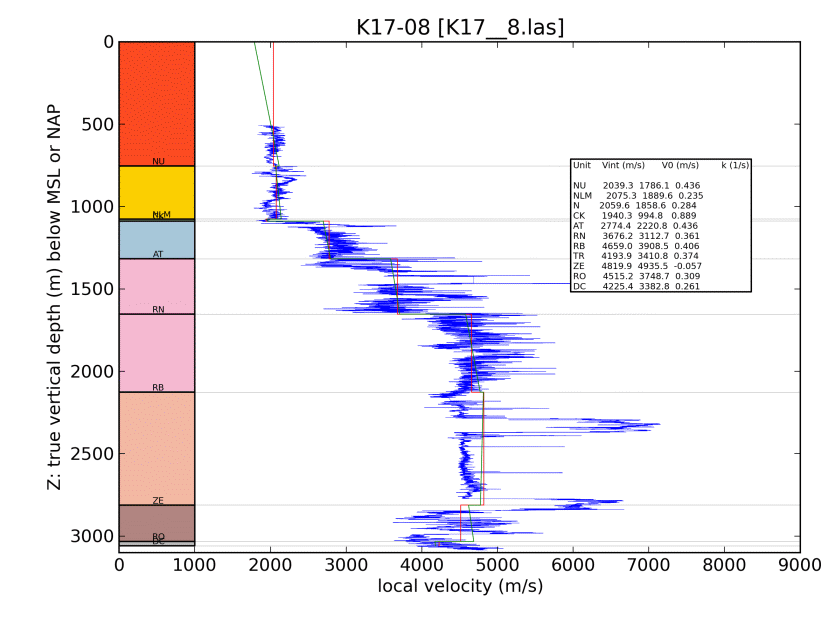 K17-08 [K17__8.las]
0
500
1000
1500
2000
2500
3000
Z: true vertical depth (m) below MSL or NAP
NU
NLM
AT
RN
RB
ZE
RO
DC
Unit Vint (m/s) V0 (m/s) k (1/s)
NU 2039.3 1786.1 0.436
NLM 2075.3 1889.6 0.235
N 2059.6 1858.6 0.284
CK 1940.3 994.8 0.889
AT 2774.4 2220.8 0.436
RN 3676.2 3112.7 0.361
RB 4659.0 3908.5 0.406
TR 4193.9 3410.8 0.374
ZE 4819.9 4935.5 -0.057
RO 4515.2 3748.7 0.309
DC 4225.4 3382.8 0.261
0 1000 2000 3000 4000 5000 6000 7000 8000 9000
local velocity (m/s)